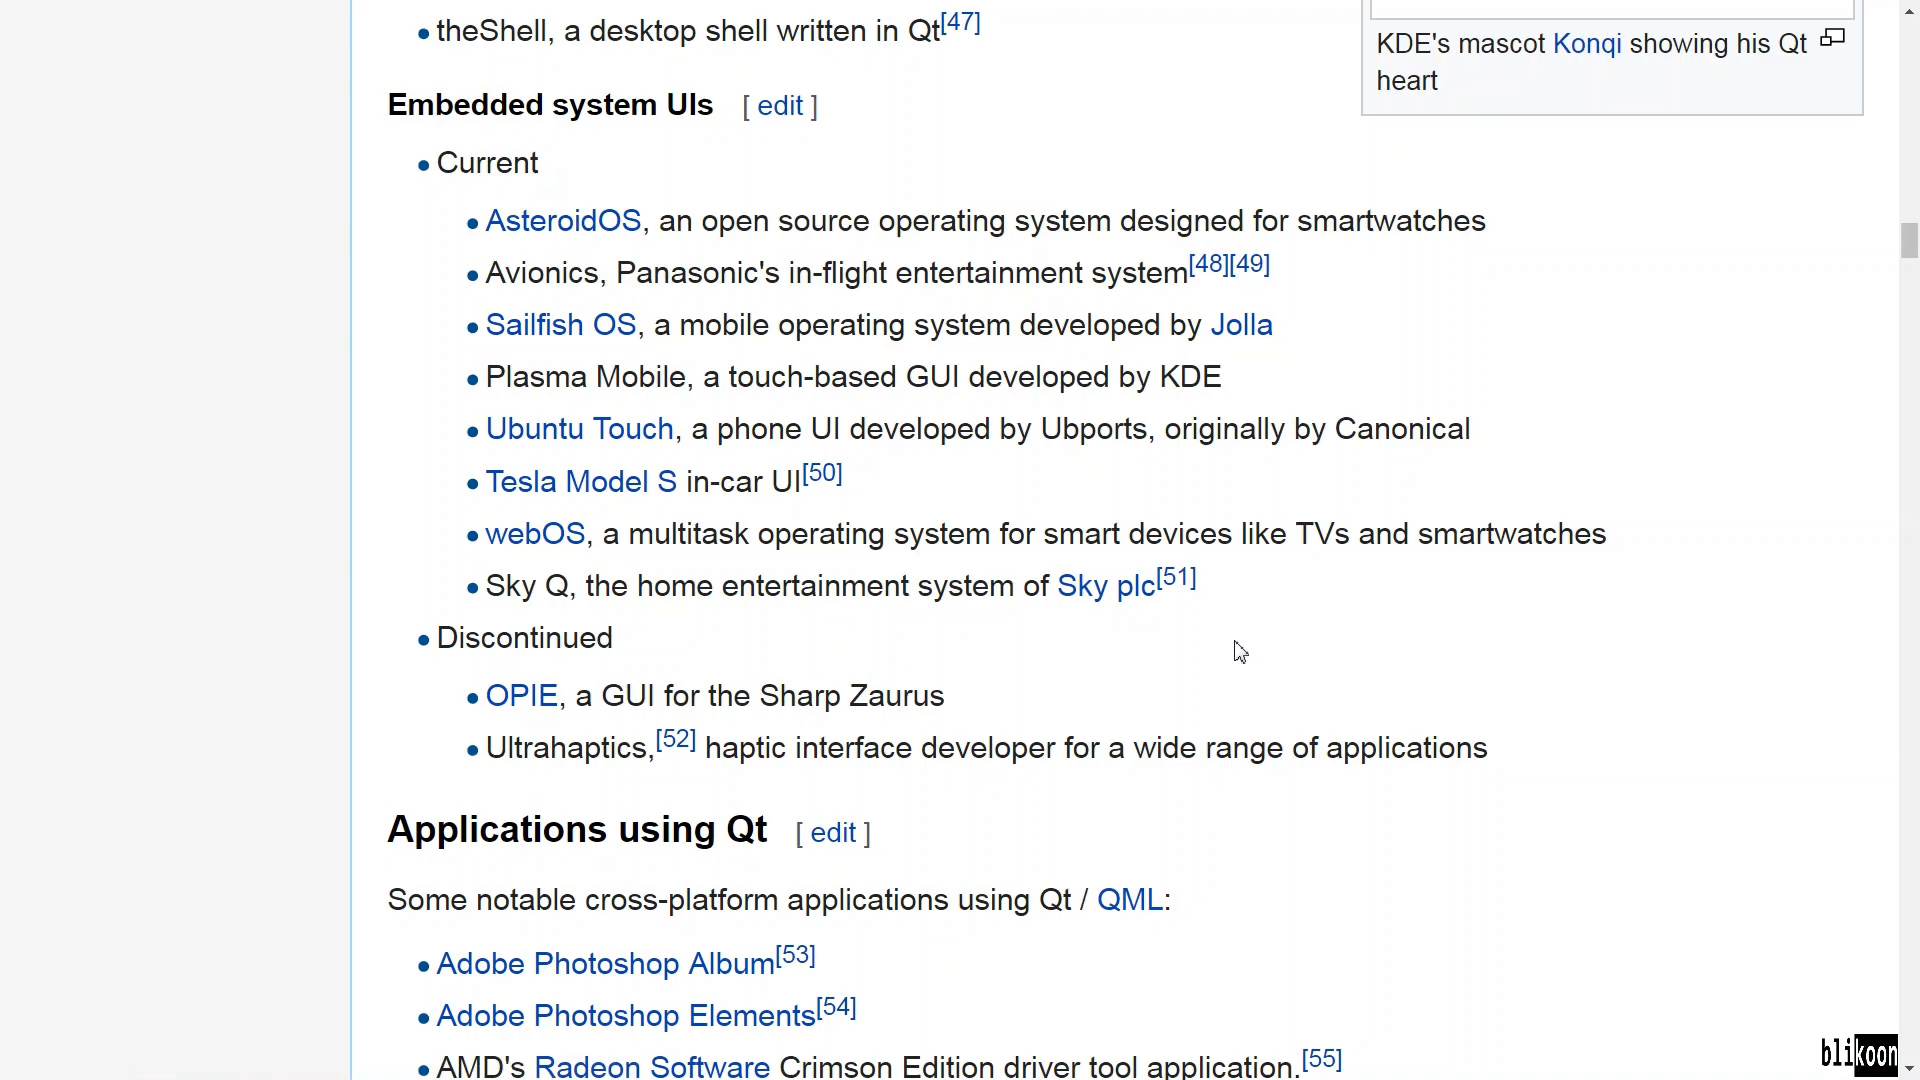 theShell, a desktop shell written in Qt[47]
KDE's mascot Konqi showing his Qt
heart
Embedded system UIs [ edit ]
Current
AsteroidOS, an open source operating system designed for smartwatches
Avionics, Panasonic's in-flight entertainment system[48][49]
Sailfish OS, a mobile operating system developed by Jolla
Plasma Mobile, a touch-based GUI developed by KDE
Ubuntu Touch, a phone UI developed by Ubports, originally by Canonical
Tesla Model S in-car UI[50]
webOS, a multitask operating system for smart devices like TVs and smartwatches
Sky Q, the home entertainment system of Sky plc[51]
Discontinued
OPIE, a GUI for the Sharp Zaurus
Ultrahaptics,[52] haptic interface developer for a wide range of applications
Applications using Qt [ edit ]
Some notable cross-platform applications using Qt / QML:
Adobe Photoshop Album[53]
Adobe Photoshop Elements[54]
AMD's Radeon Software Crimson Edition driver tool application.[55]
blikoon